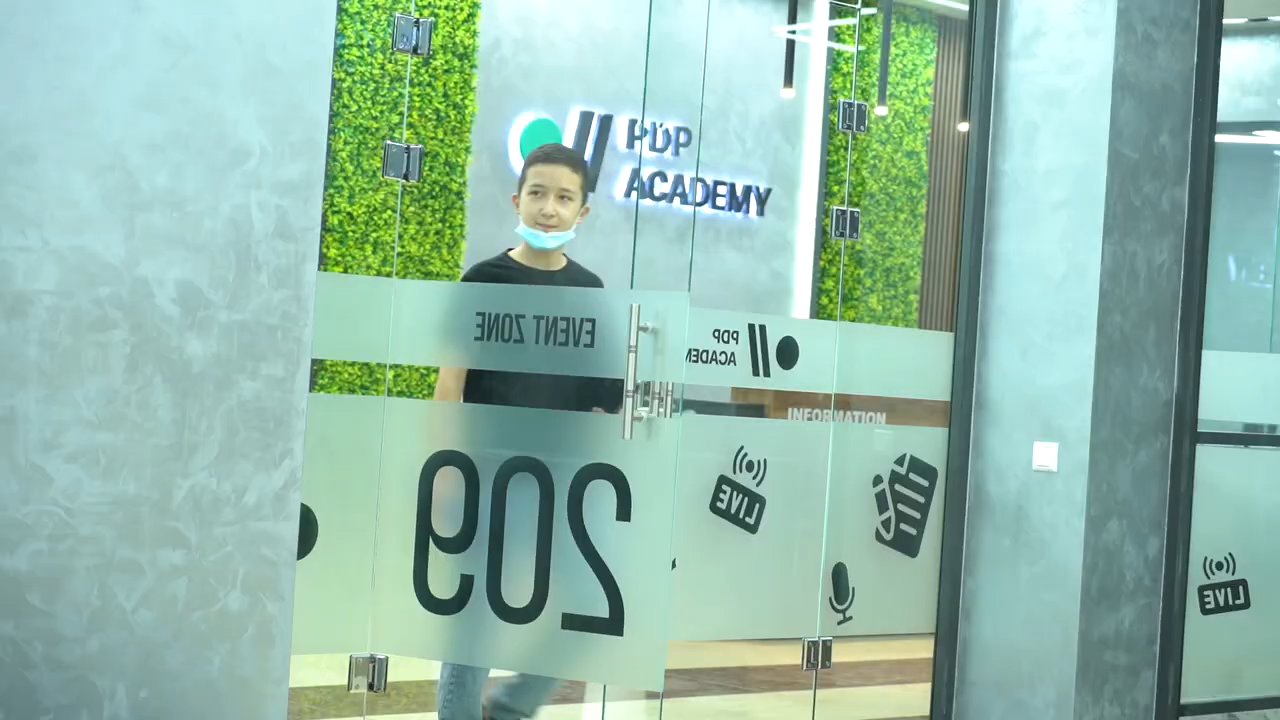 PDP
ACADEMY
EVENT ZONE
PDP
ACADEM
INFORMATION
209
LIVE
LIVE